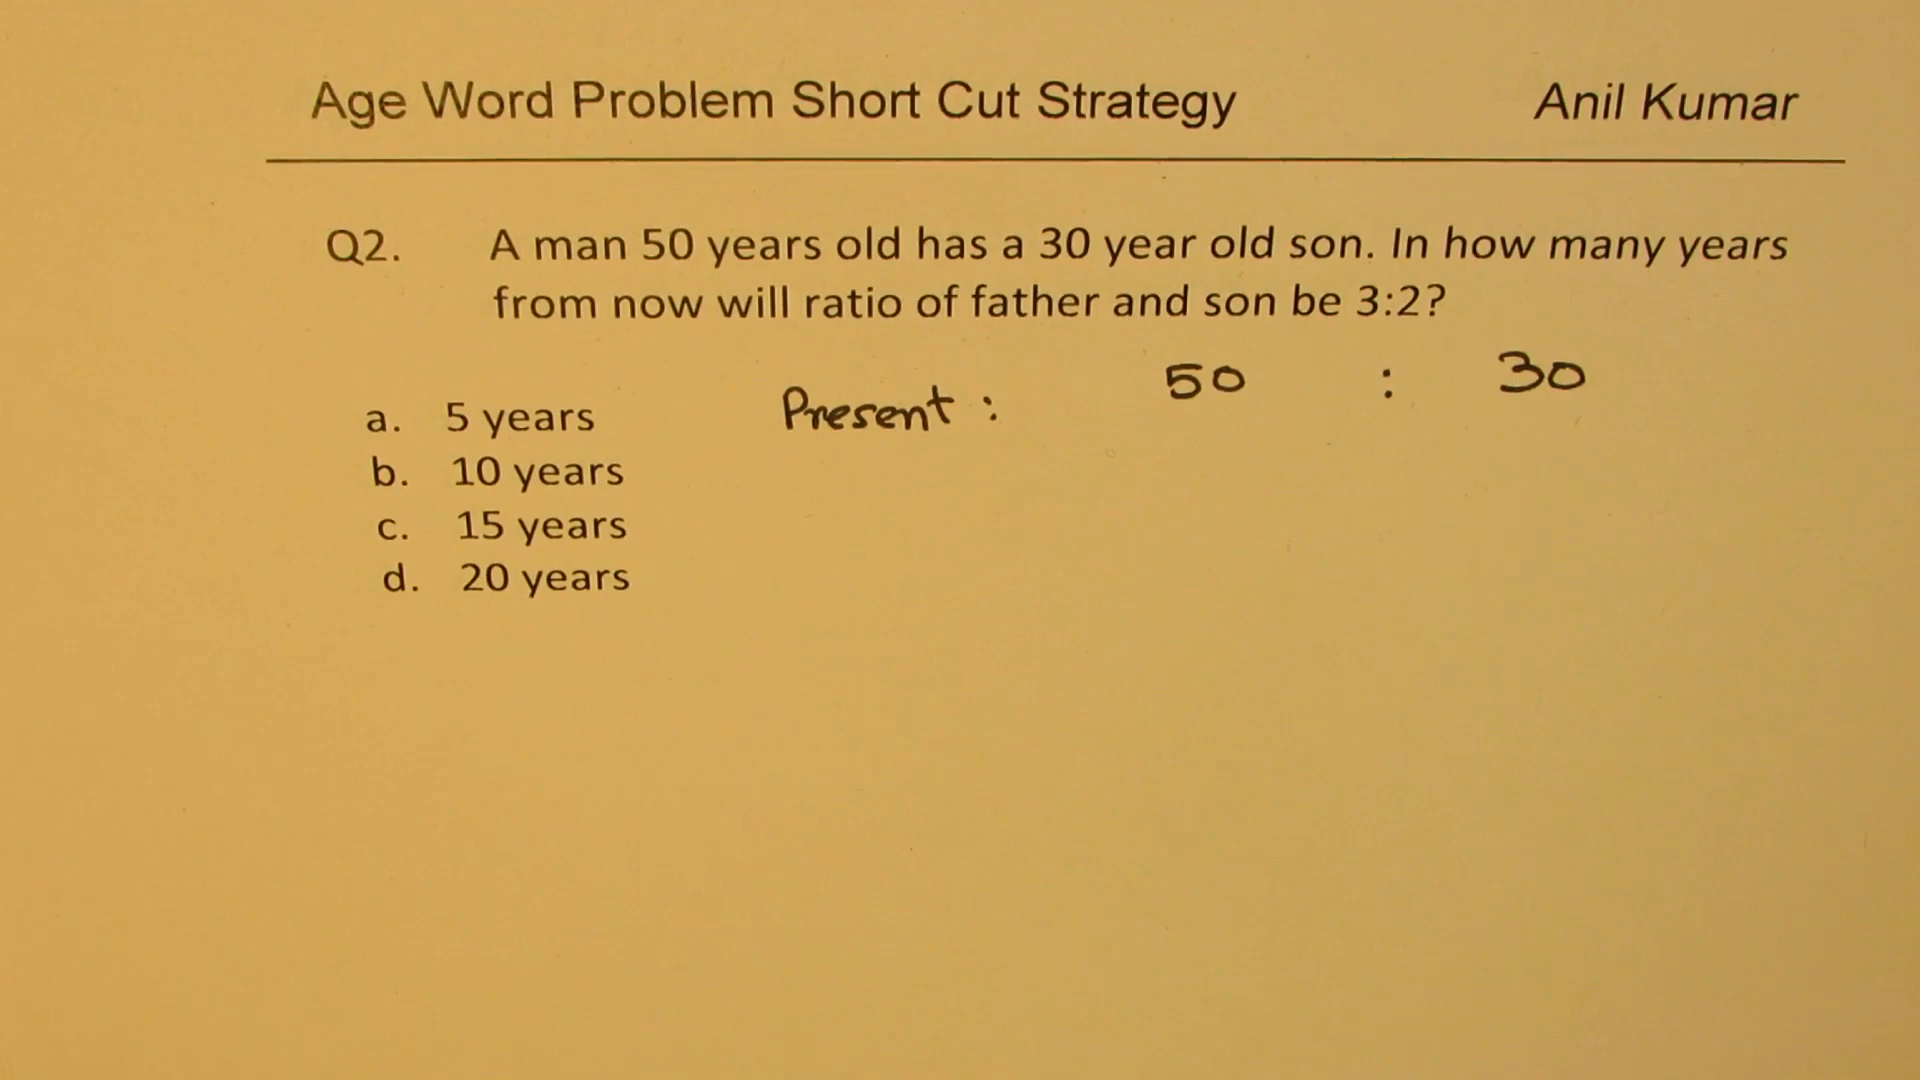 Age Word Problem Short Cut Strategy Anil Kumar
Q2. A man 50 years old has a 30 year old son. In how many years
from now will ratio of father and son be 3:2?
Present : 50 : 30
a. 5 years
b. 10 years
c. 15 years
d. 20 years